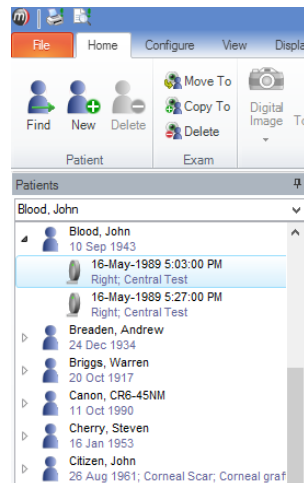 File Home Configure View Displa
Move To
Copy To
Delete
Find New Delete
Digital
Image
To
Patient Exam
Patients
Blood, John
Blood, John
10 Sep 1943
16-May-1989 5:03:00 PM
Right; Central Test
16-May-1989 5:27:00 PM
Right; Central Test
Breaden, Andrew
24 Dec 1934
Briggs, Warren
20 Oct 1917
Canon, CR6-45NM
11 Oct 1990
Cherry, Steven
16 Jan 1953
Citizen, John
26 Aug 1961; Corneal Scar; Corneal graf